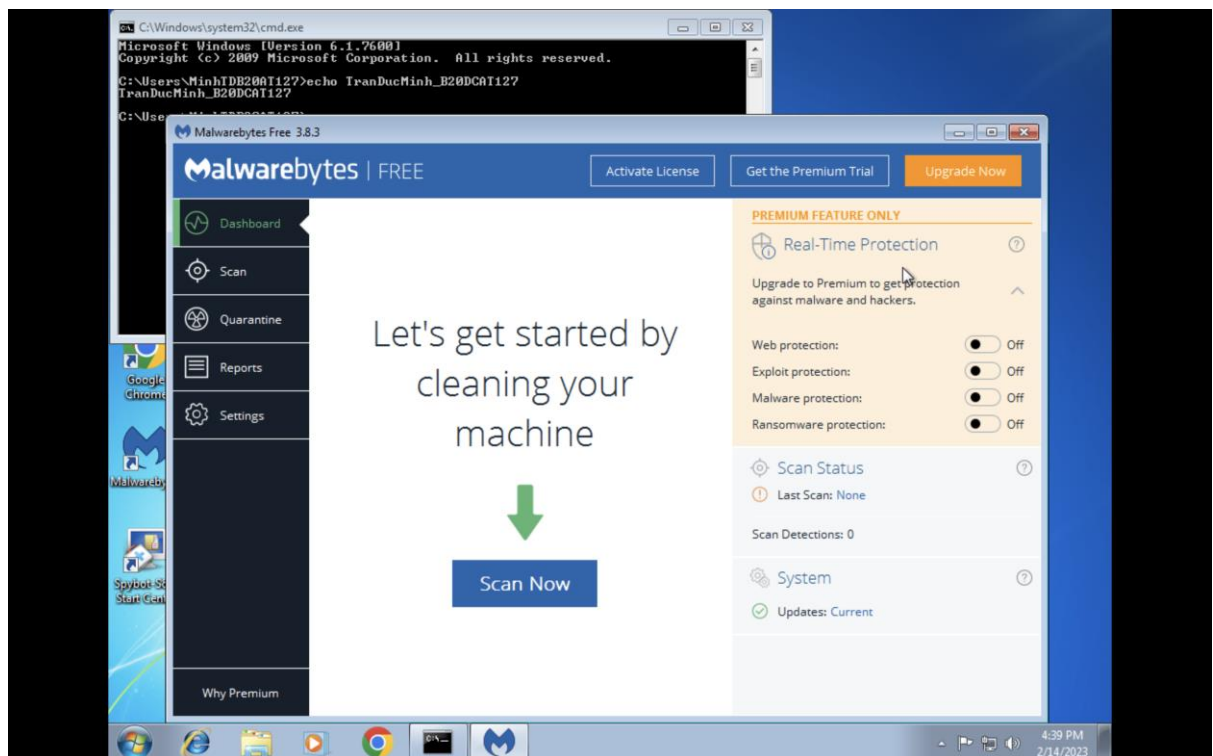 C:\Windows\system32\cmd.exe
Microsoft Windows [Version 6.1.7600]
Copyright (c) 2009 Microsoft Corporation. All rights reserved.
C:\Users\MinhTDB20AT127>echo TranDucMinh_B20DCAT127
TranDucMinh_B20DCAT127
C:\Use
Malwarebytes Free 3.8.3
Malwarebytes | FREE
Activate License
Get the Premium Trial
Upgrade Now
Dashboard
Scan
Quarantine
Reports
Settings
Why Premium
Let's get started by
cleaning your
machine
Scan Now
PREMIUM FEATURE ONLY
Real-Time Protection
Upgrade to Premium to get protection
against malware and hackers.
Web protection: Off
Exploit protection: Off
Malware protection: Off
Ransomware protection: Off
Scan Status
Last Scan: None
Scan Detections: 0
System
Updates: Current
Google
Chrome
Malwareby
Spybot-S
Start Cen
4:39 PM
2/14/2023